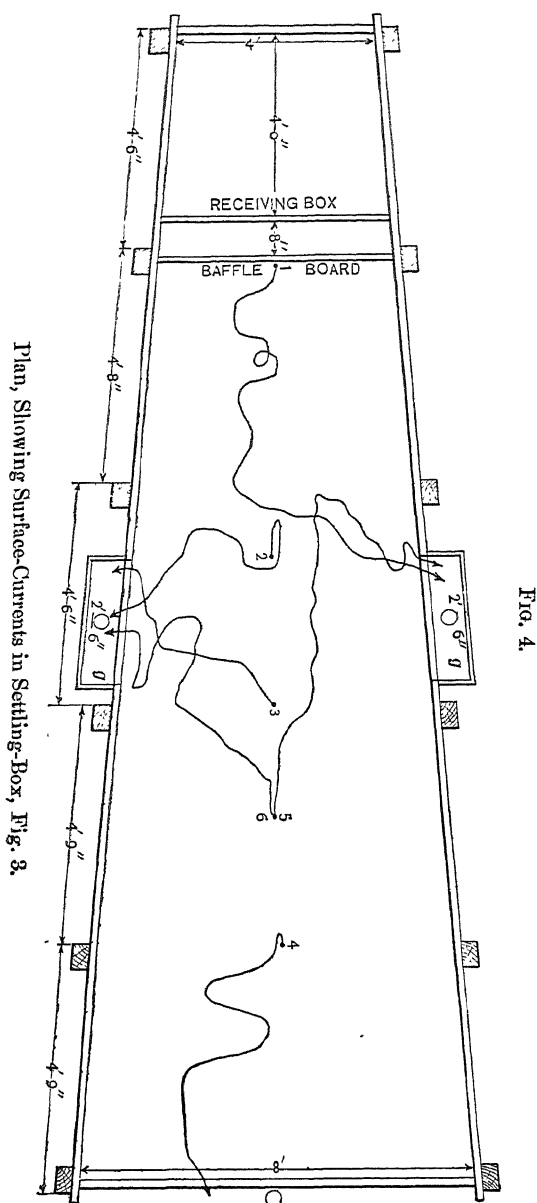 Fig. 4.
4'
4' 0"
4'-6"
RECEIVING BOX
8"
1
BAFFLE BOARD
4'-8"
2
2' 6" g
2' 6" g
4'-6"
3
5
6
4'-9"
4
4'-9"
8'
Plan, Showing Surface-Currents in Settling-Box, Fig. 3.